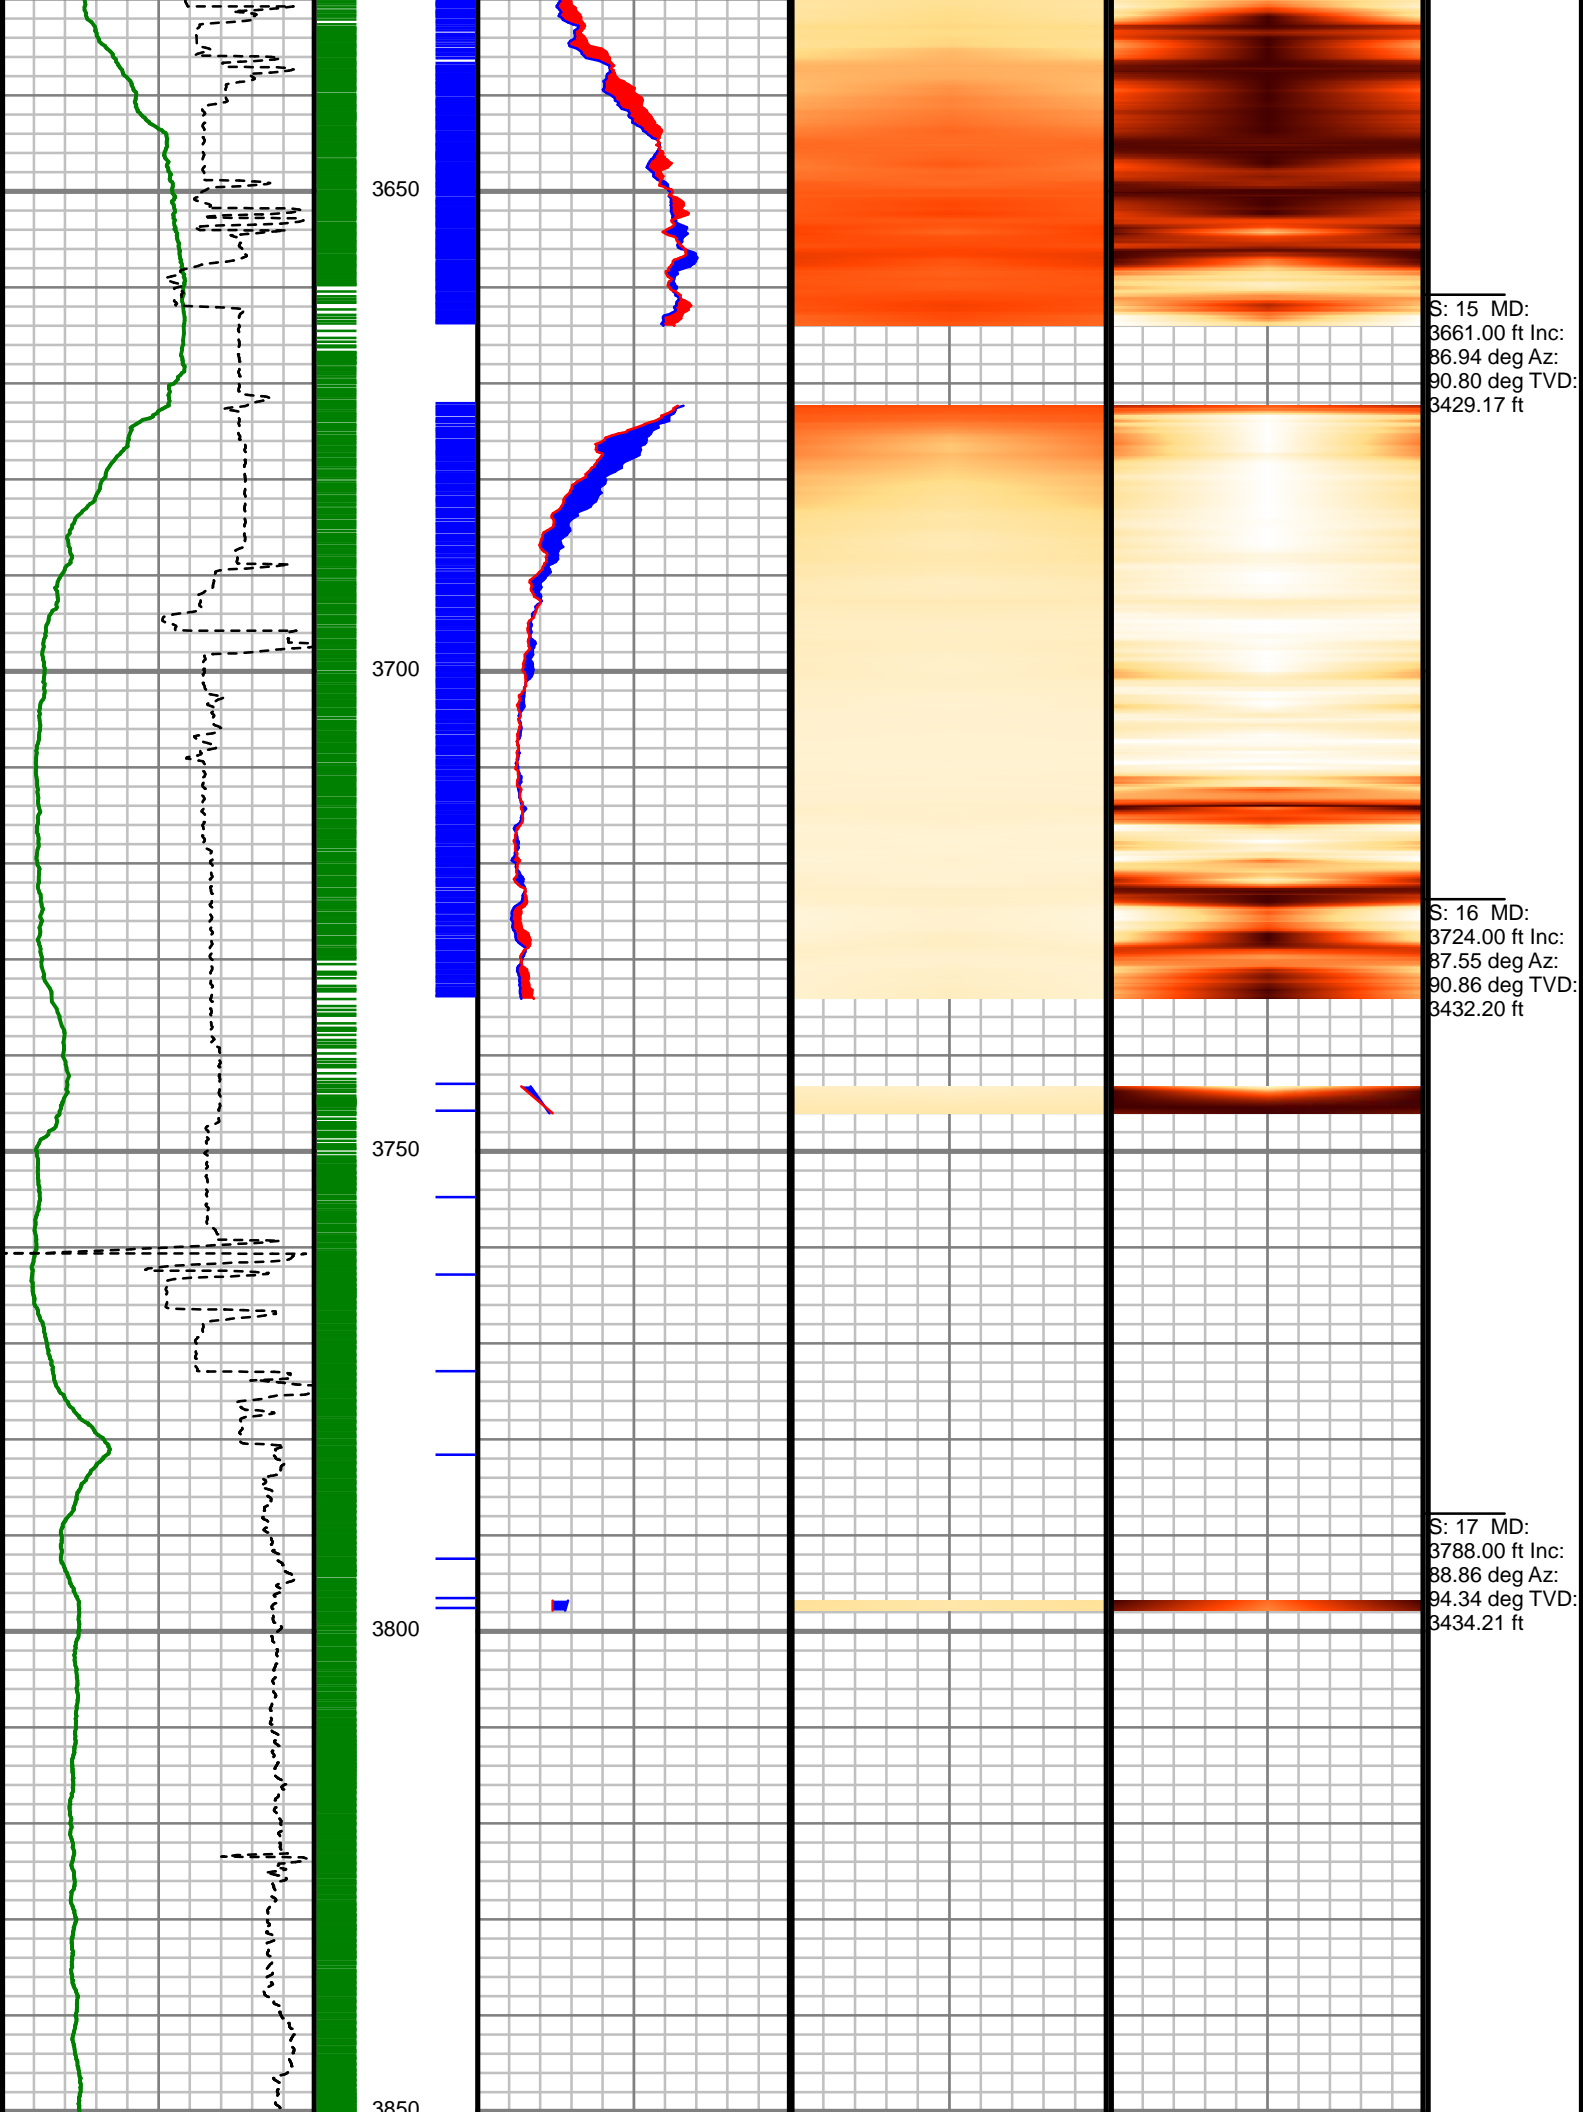 3650
S: 15 MD:
3661.00 ft Inc:
86.94 deg Az:
90.80 deg TVD:
3429.17 ft
3700
S: 16 MD:
3724.00 ft Inc:
87.55 deg Az:
90.86 deg TVD:
3432.20 ft
3750
S: 17 MD:
3788.00 ft Inc:
88.86 deg Az:
94.34 deg TVD:
3434.21 ft
3800
3850